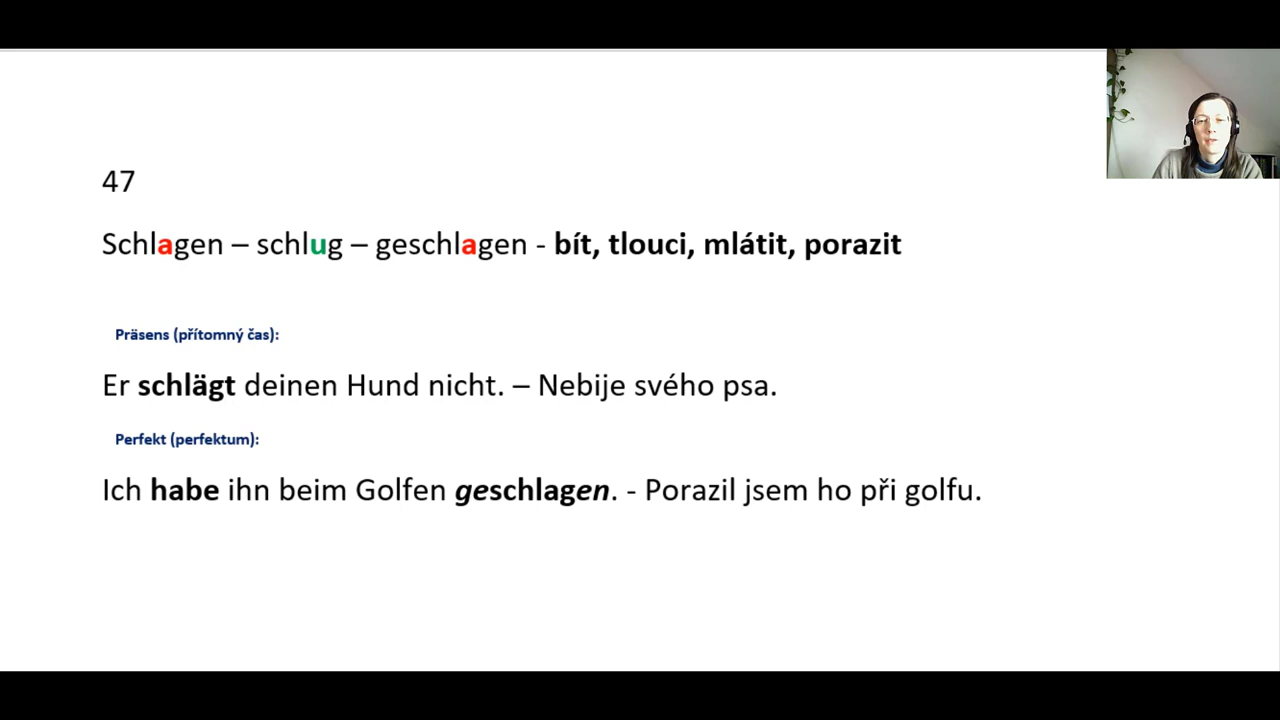 47
Schlagen – schlug – geschlagen - bít, tlouci, mlátit, porazit
Präsens (přítomný čas):
Er schlägt deinen Hund nicht. – Nebije svého psa.
Perfekt (perfektum):
Ich habe ihn beim Golfen geschlagen. - Porazil jsem ho při golfu.